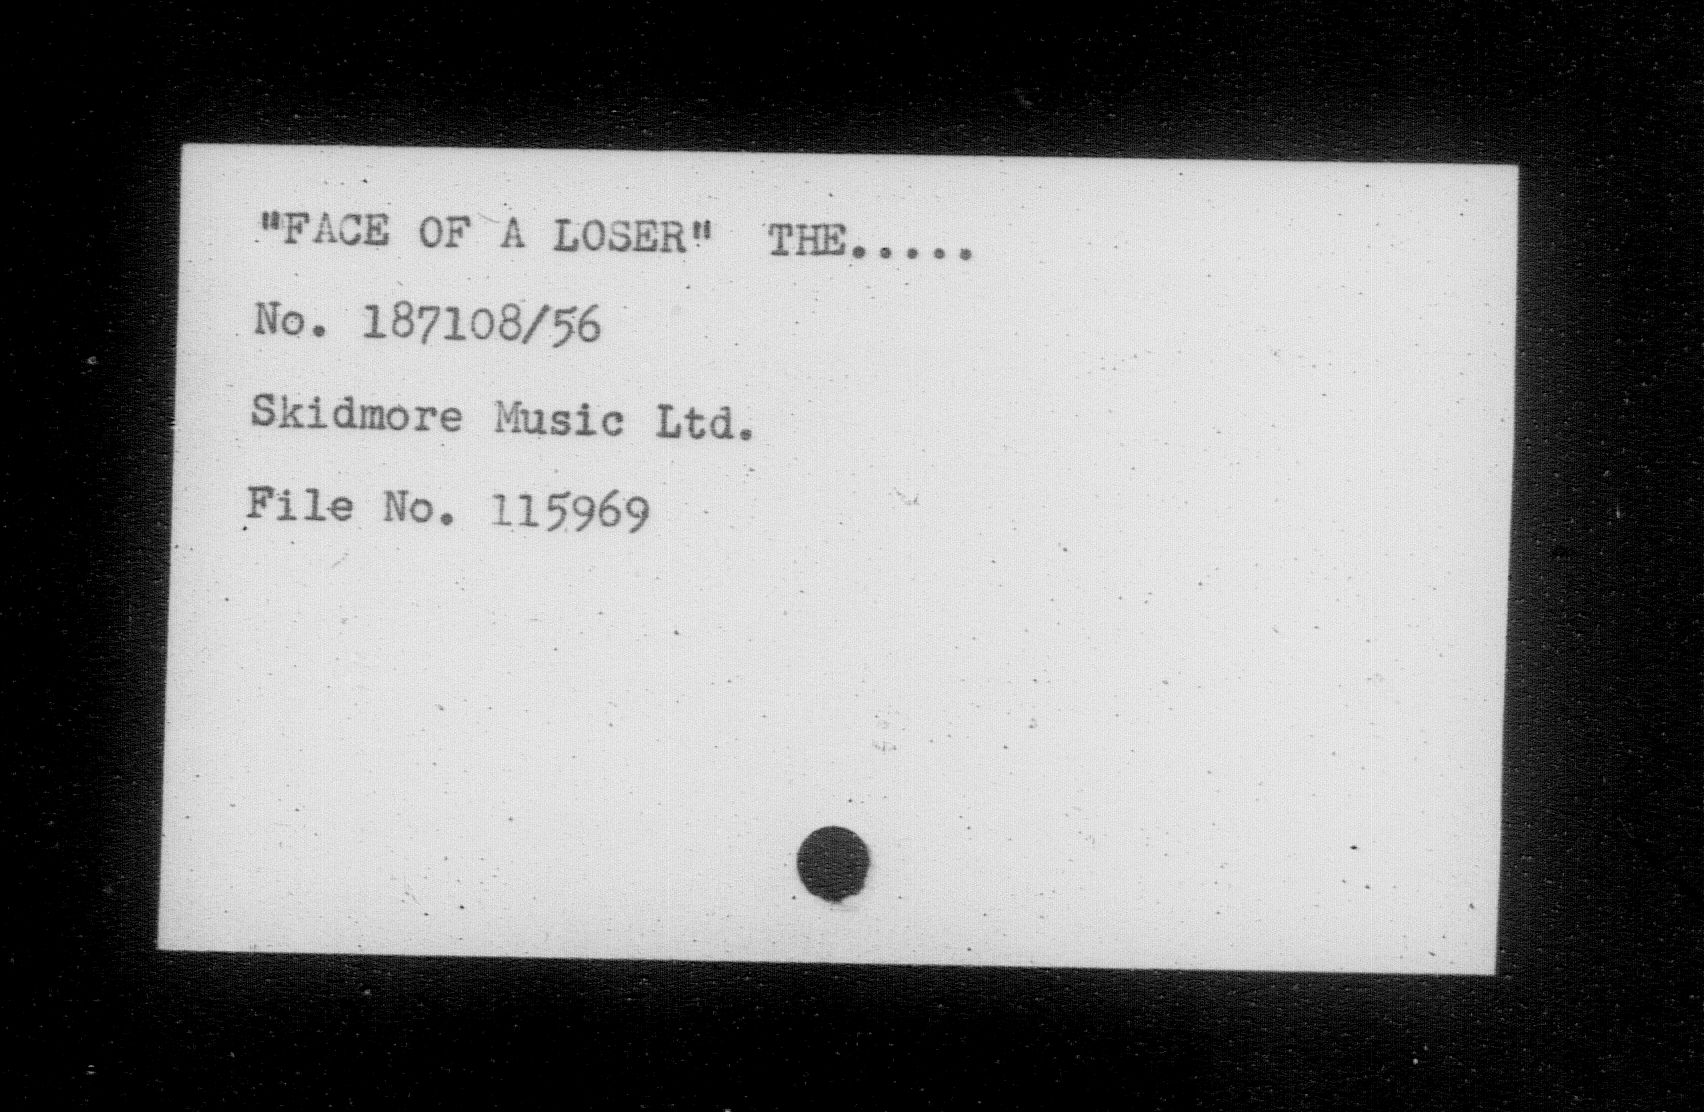 "FACE OF A LOSER" THE.....
No. 187108/56
Skidmore Music Ltd.
File No. 115969